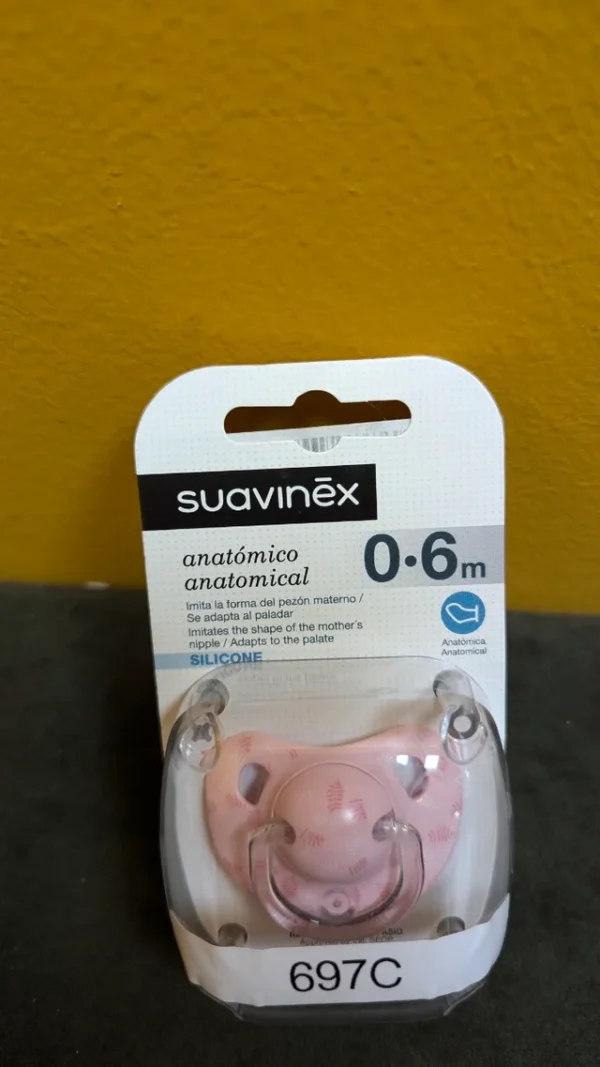 suavinēx
anatómico
anatomical
0·6m
Imita la forma del pezón materno /
Se adapta al paladar
Imitates the shape of the mother's
nipple / Adapts to the palate
SILICONE
Anatómica
Anatomical
697C